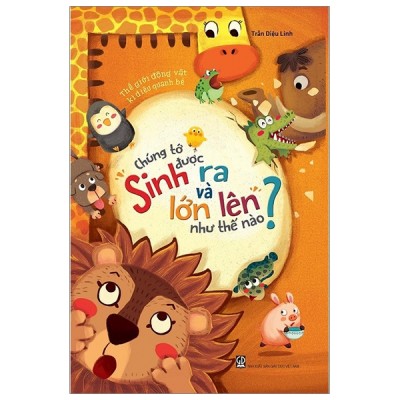 Trần Diệu Linh
Thế giới động vật
kì diệu quanh bé
Chúng tớ
được
Sinh ra
và
lớn lên
như thế nào?